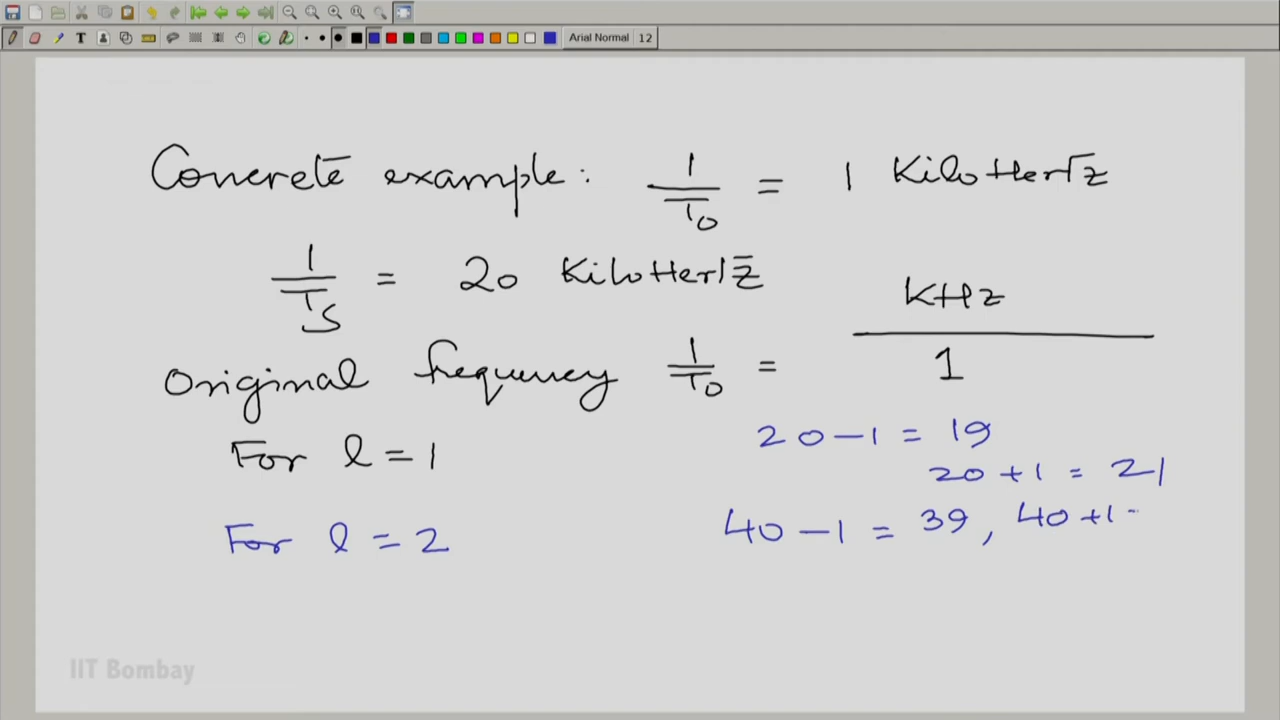 Arial Normal 12
Concrete example: 1/T0 = 1 KiloHertz
1/TS = 20 KiloHertz
KHz
Original frequency 1/T0 = 1
For l = 1
20 - 1 = 19
20 + 1 = 21
For l = 2
40 - 1 = 39, 40 + 1 -
IIT Bombay